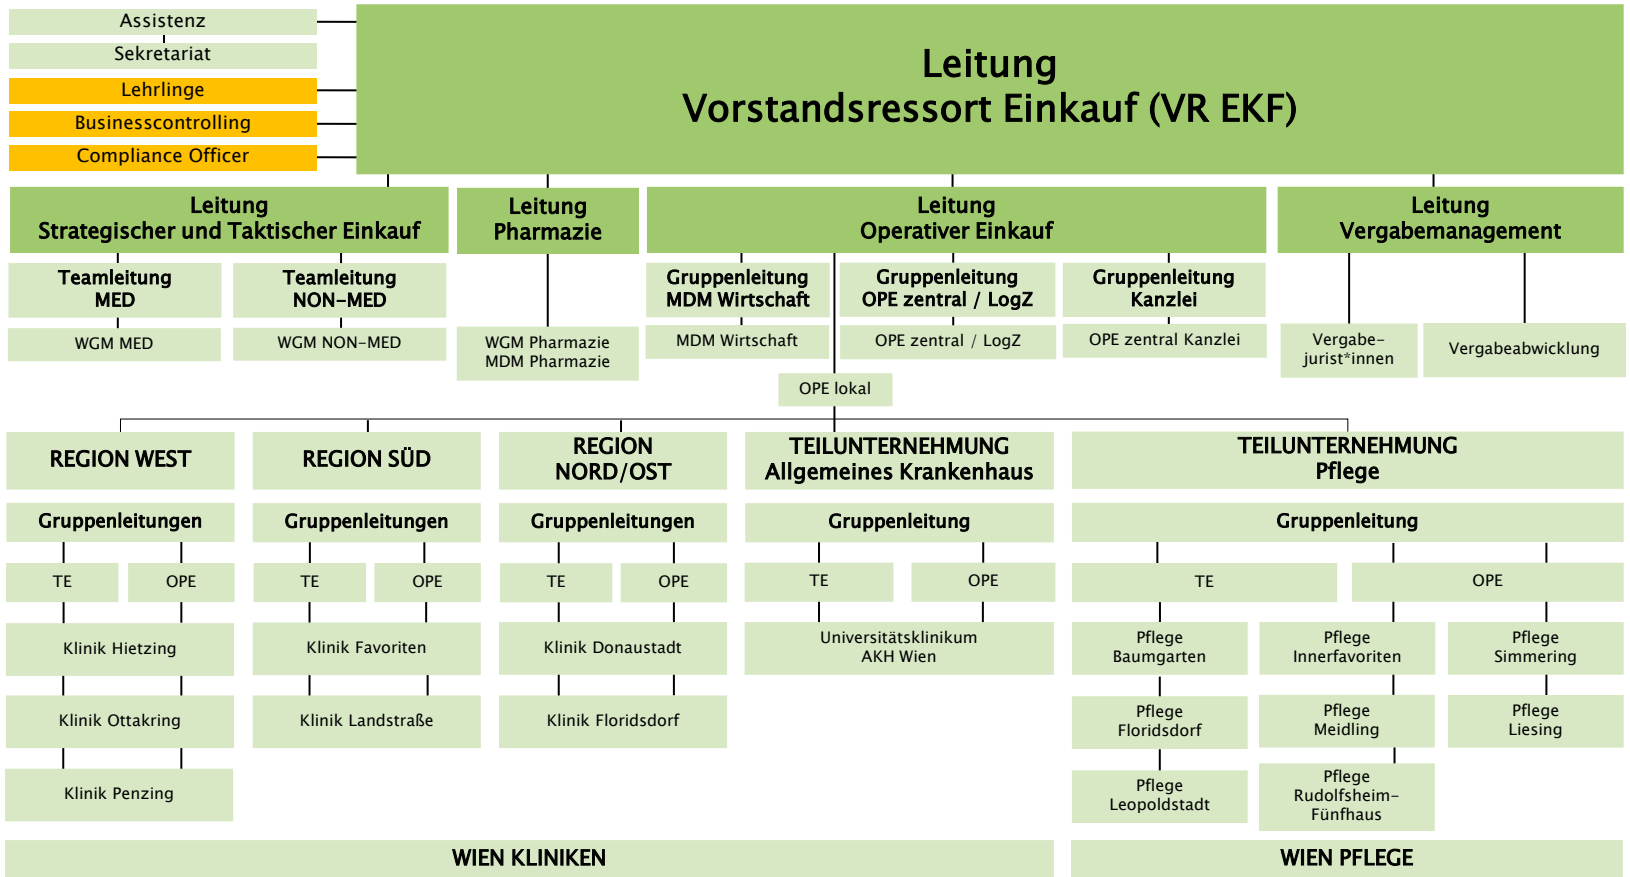 Assistenz
Sekretariat
Lehrlinge
Businesscontrolling
Compliance Officer
Leitung
Vorstandsressort Einkauf (VR EKF)
Leitung
Strategischer und Taktischer Einkauf
Leitung
Pharmazie
Leitung
Operativer Einkauf
Leitung
Vergabemanagement
Teamleitung
MED
Teamleitung
NON-MED
Gruppenleitung
MDM Wirtschaft
Gruppenleitung
OPE zentral / LogZ
Gruppenleitung
Kanzlei
WGM MED
WGM NON-MED
WGM Pharmazie
MDM Pharmazie
MDM Wirtschaft
OPE zentral / LogZ
OPE zentral Kanzlei
Vergabe-
jurist*innen
Vergabeabwicklung
OPE lokal
REGION WEST
REGION SÜD
REGION
NORD/OST
TEILUNTERNEHMUNG
Allgemeines Krankenhaus
TEILUNTERNEHMUNG
Pflege
Gruppenleitungen
Gruppenleitungen
Gruppenleitungen
Gruppenleitung
Gruppenleitung
TE
OPE
TE
OPE
TE
OPE
TE
OPE
TE
OPE
Klinik Hietzing
Klinik Favoriten
Klinik Donaustadt
Universitätsklinikum
AKH Wien
Pflege
Baumgarten
Pflege
Innerfavoriten
Pflege
Simmering
Klinik Ottakring
Klinik Landstraße
Klinik Floridsdorf
Pflege
Floridsdorf
Pflege
Meidling
Pflege
Liesing
Klinik Penzing
Pflege
Leopoldstadt
Pflege
Rudolfsheim-
Fünfhaus
WIEN KLINIKEN
WIEN PFLEGE